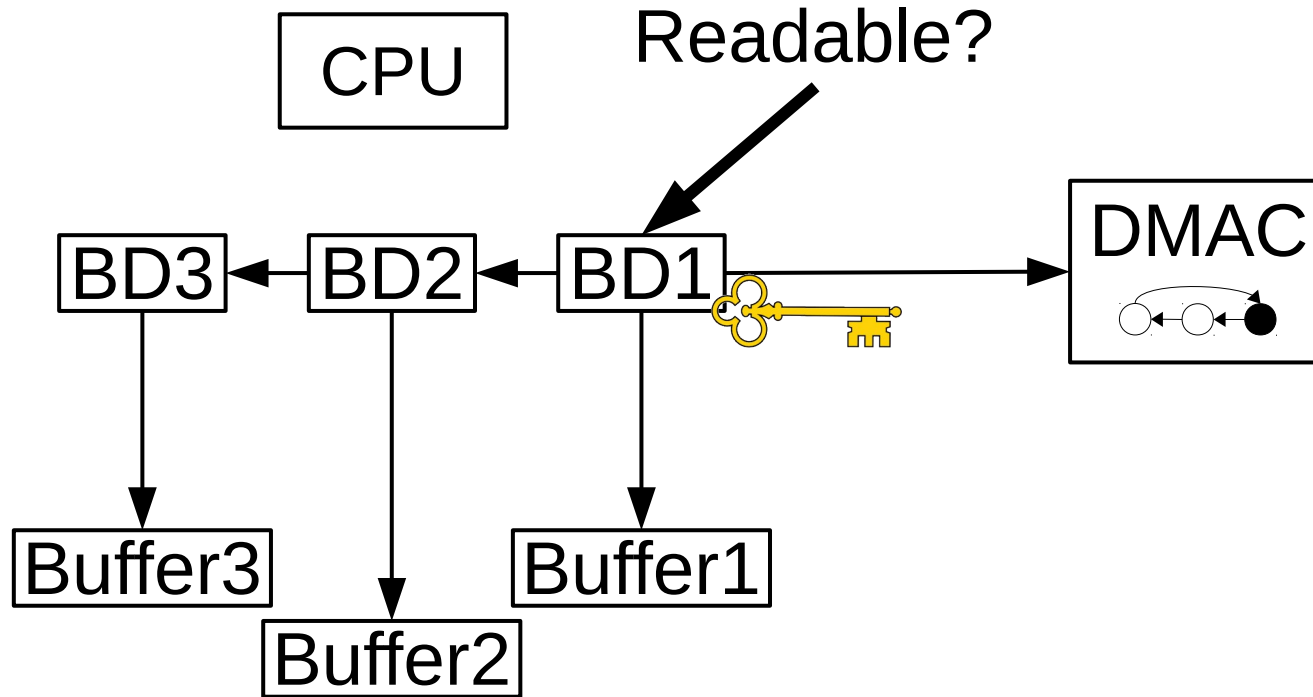 Readable?
CPU
DMAC
BD3
BD2
BD1
Buffer3
Buffer1
Buffer2